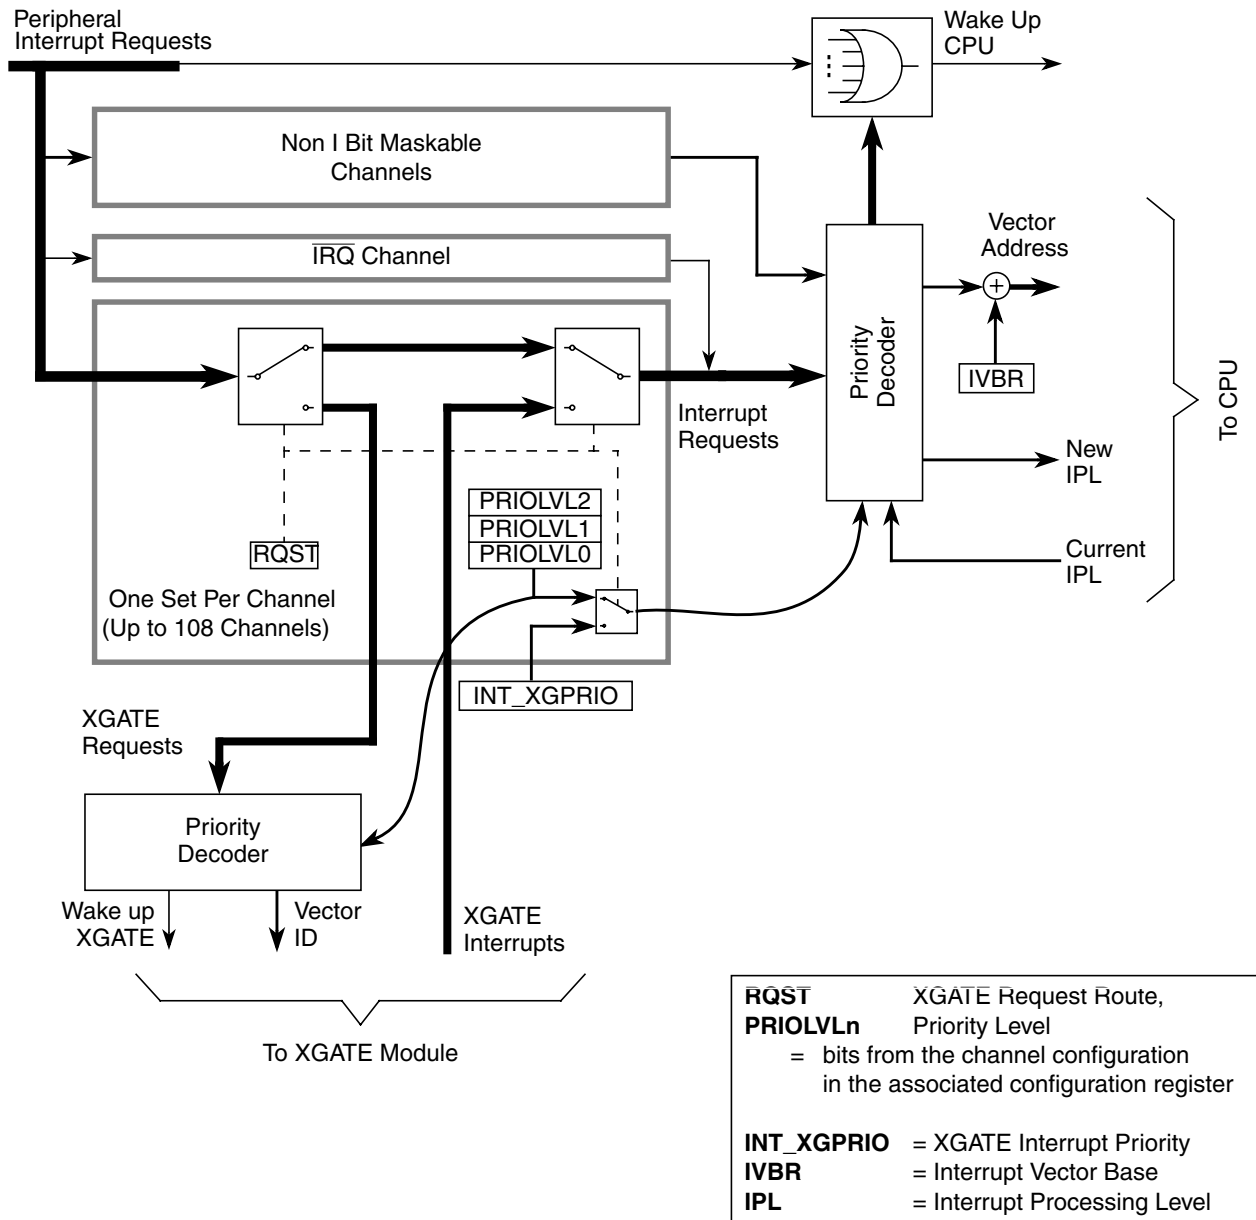 Peripheral
Interrupt Requests
Wake Up
CPU
Non I Bit Maskable
Channels
IRQ Channel
Vector
Address
Priority
Decoder
IVBR
To CPU
Interrupt
Requests
New
IPL
PRIOLVL2
PRIOLVL1
PRIOLVL0
RQST
Current
IPL
One Set Per Channel
(Up to 108 Channels)
INT_XGPRIO
XGATE
Requests
Priority
Decoder
Wake up
XGATE
Vector
ID
XGATE
Interrupts
To XGATE Module
RQST XGATE Request Route,
PRIOLVLn Priority Level
= bits from the channel configuration
in the associated configuration register
INT_XGPRIO = XGATE Interrupt Priority
IVBR = Interrupt Vector Base
IPL = Interrupt Processing Level